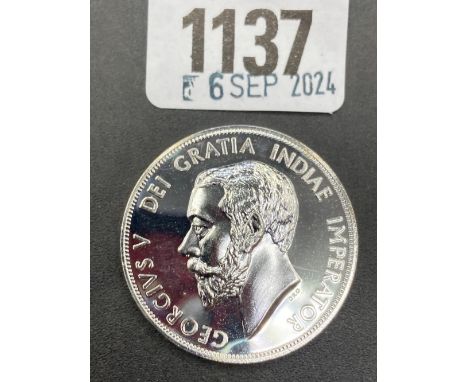 1137
6 SEP 2024
GEORGIVS V DEI GRATIA INDIAE IMPERATOR